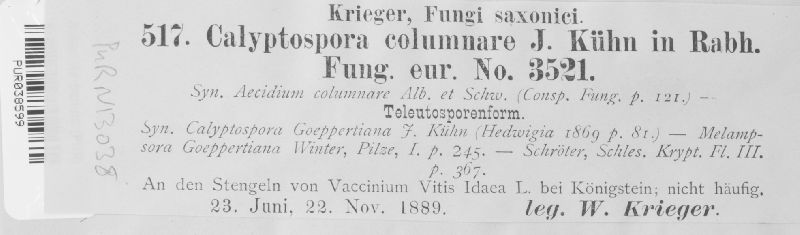 Krieger, Fungi saxonici.
517. Calyptospora columnare J. Kühn in Rabh.
Fung. eur. No. 3521.
Syn. Aecidium columnare Alb. et Schw. (Consp. Fung. p. 121.) —
Teleutosporenform.
Syn. Calyptospora Goeppertiana J. Kühn (Hedwigia 1869 p. 81.) — Melamp-
sora Goeppertiana Winter, Pilze, I. p. 245. — Schröter, Schles. Krypt. Fl. III.
p. 367.
An den Stengeln von Vaccinium Vitis Idaea L. bei Königstein; nicht häufig.
23. Juni, 22. Nov. 1889. leg. W. Krieger.
PUR038599
PUR N13038